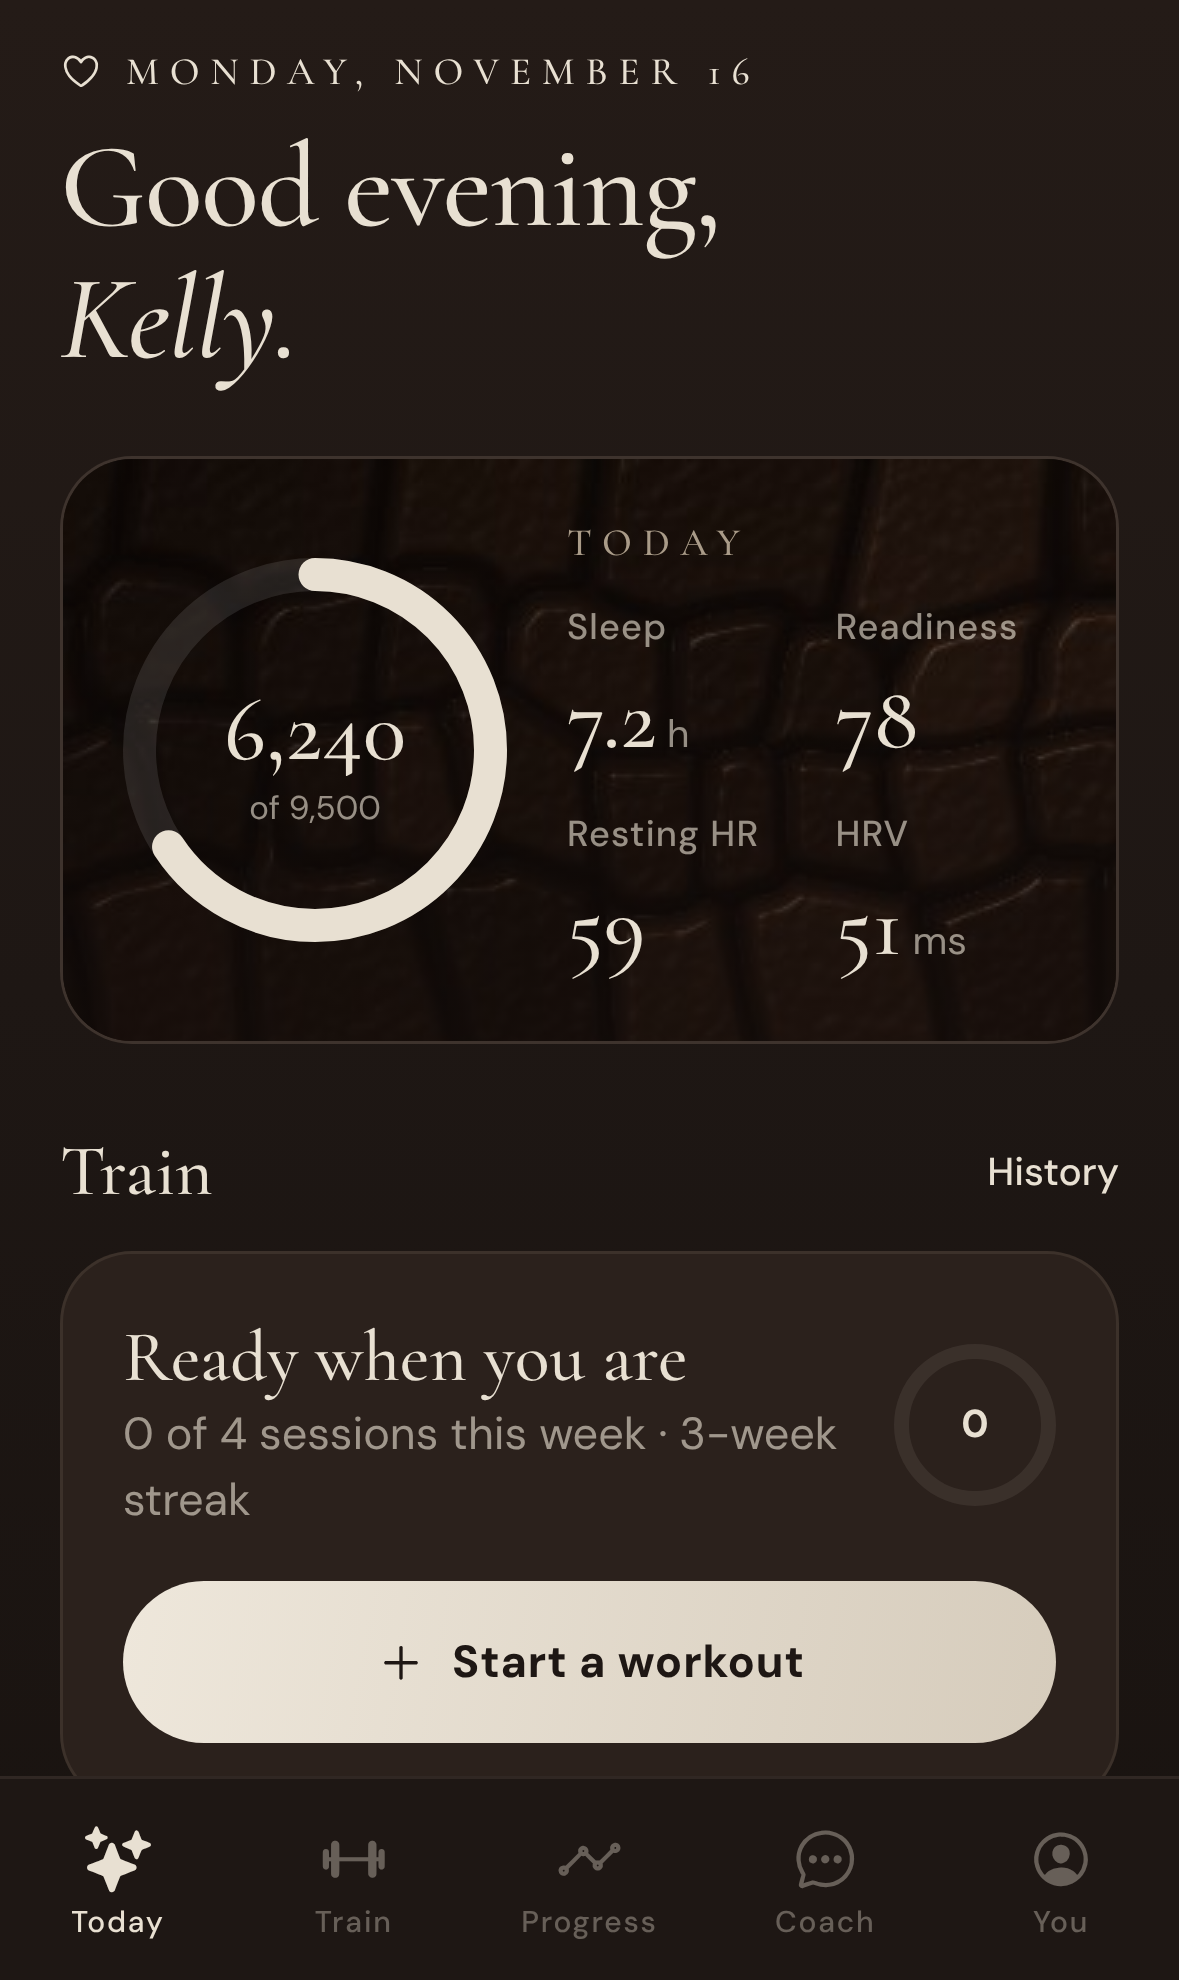 MONDAY, NOVEMBER 16
Good evening,
Kelly.
TODAY
6,240
of 9,500
Sleep
7.2 h
Readiness
78
Resting HR
59
HRV
51 ms
Train
History
Ready when you are
0 of 4 sessions this week · 3-week
streak
0
+ Start a workout
Today
Train
Progress
Coach
You